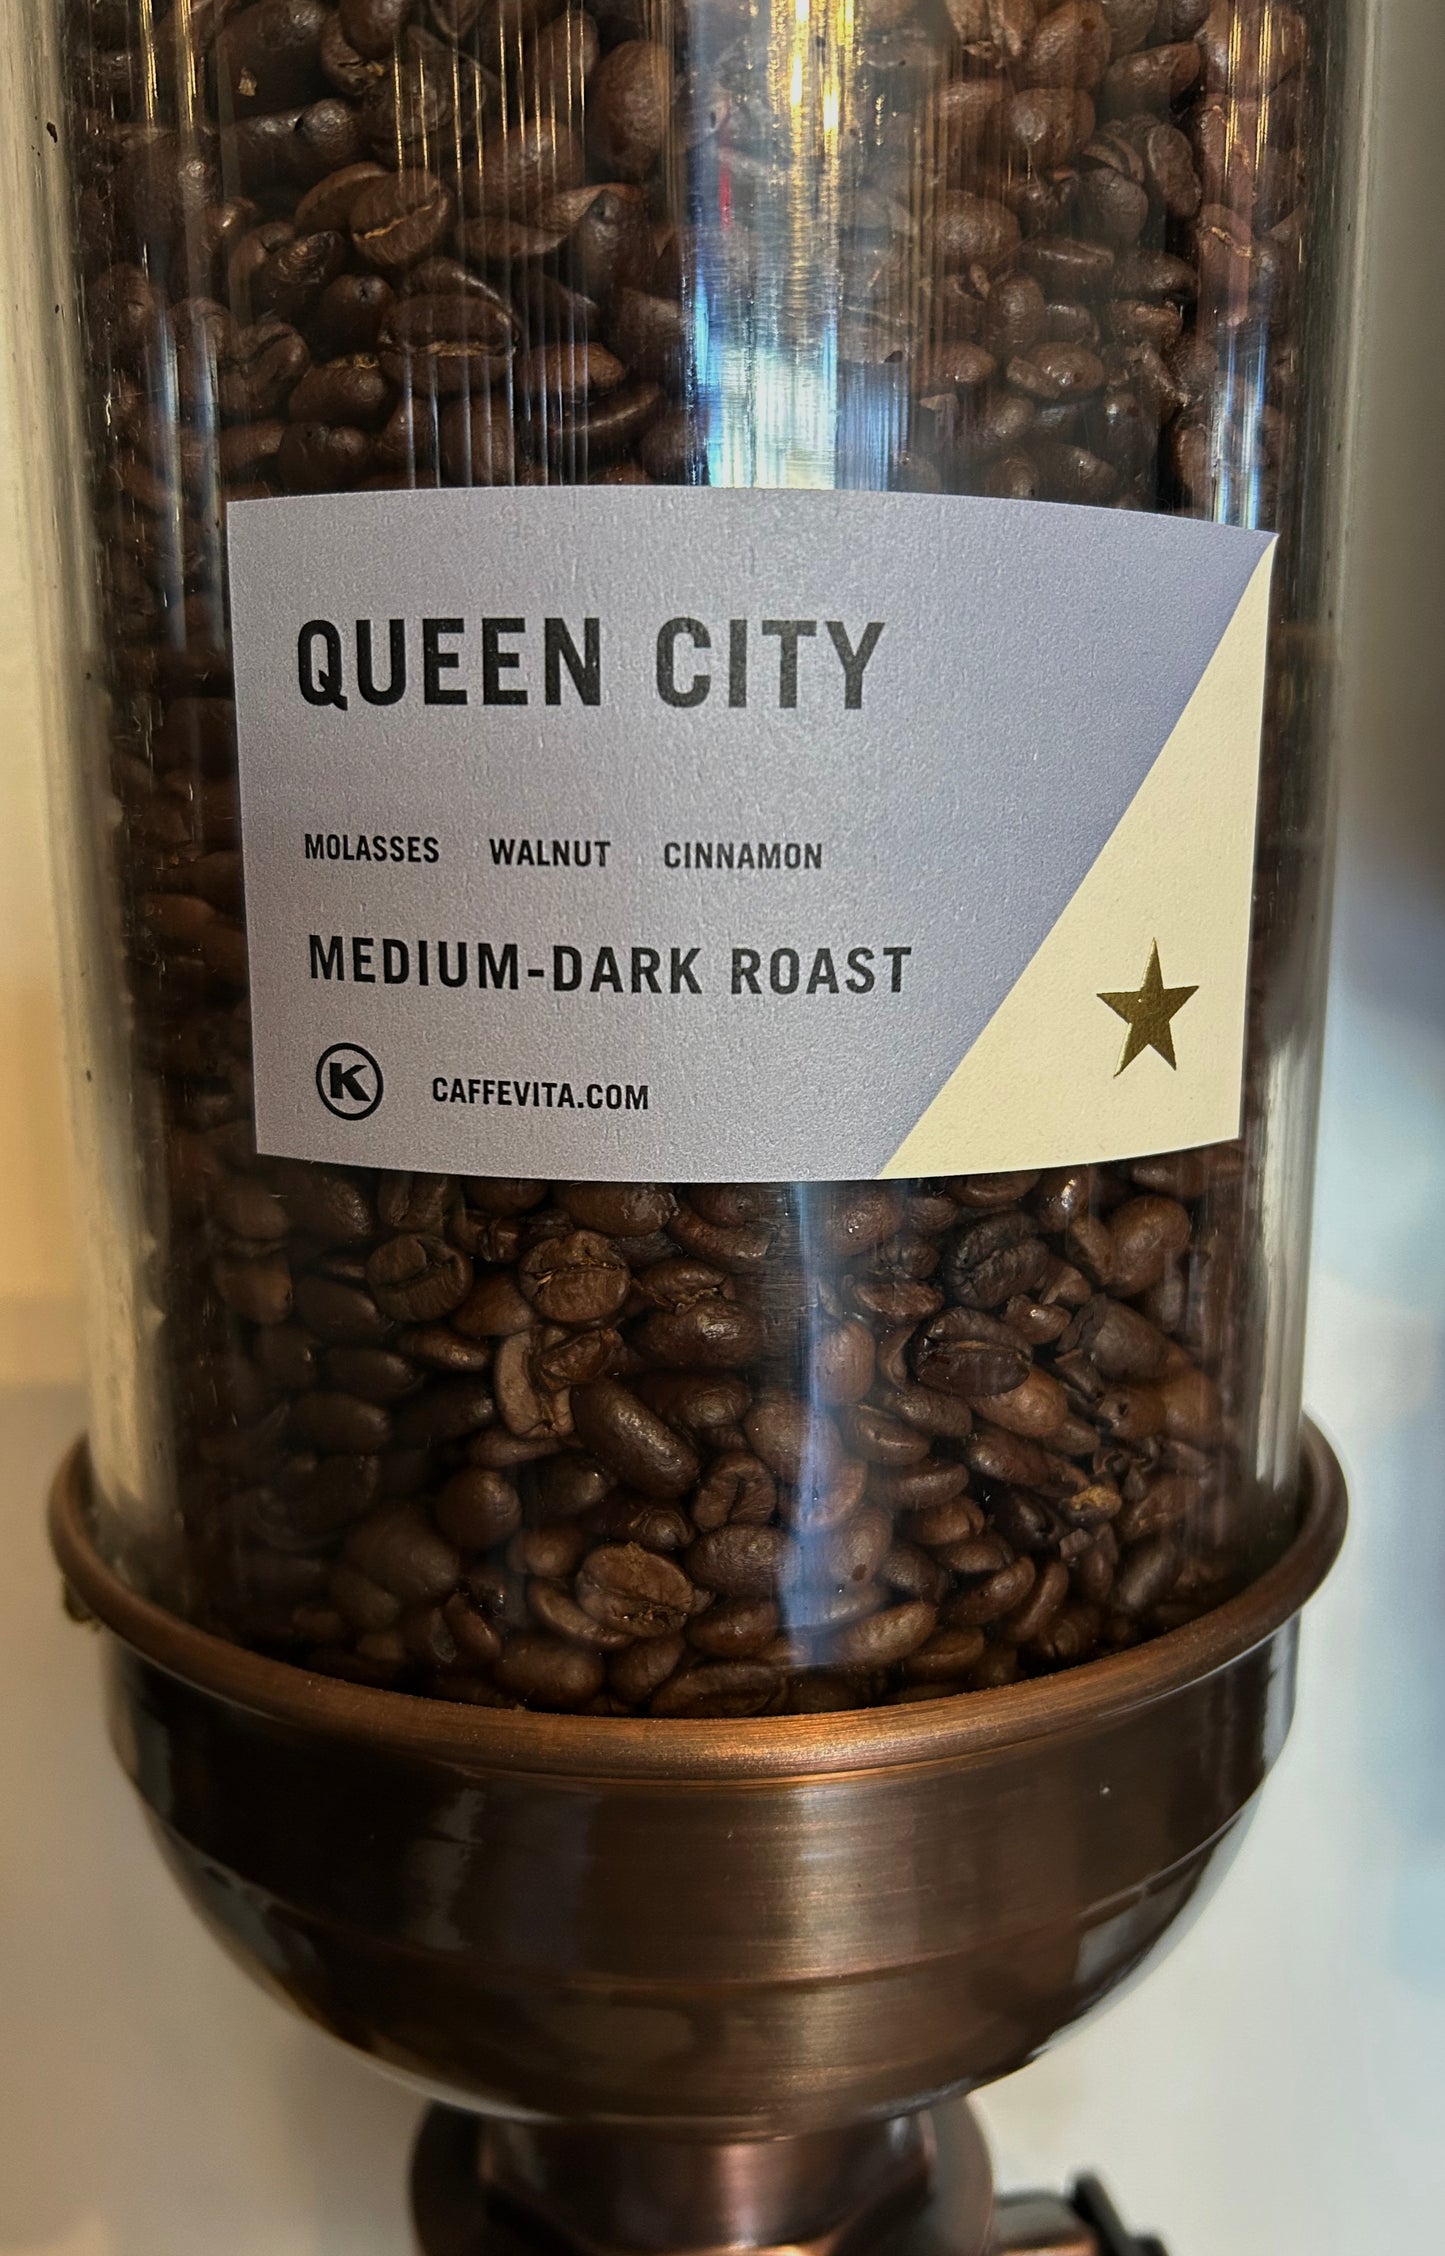 QUEEN CITY
MOLASSES WALNUT CINNAMON
MEDIUM-DARK ROAST
K CAFFEVITA.COM